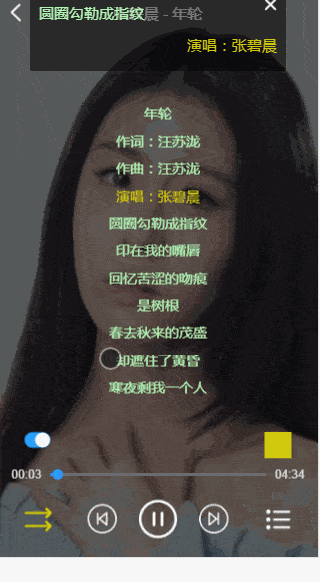 圆圈勾勒成指纹
晨 - 年轮
演唱：张碧晨
年轮
作词：汪苏泷
作曲：汪苏泷
演唱：张碧晨
圆圈勾勒成指纹
印在我的嘴唇
回忆苦涩的吻痕
是树根
春去秋来的茂盛
却遮住了黄昏
寒夜剩我一个人
00:03
04:34